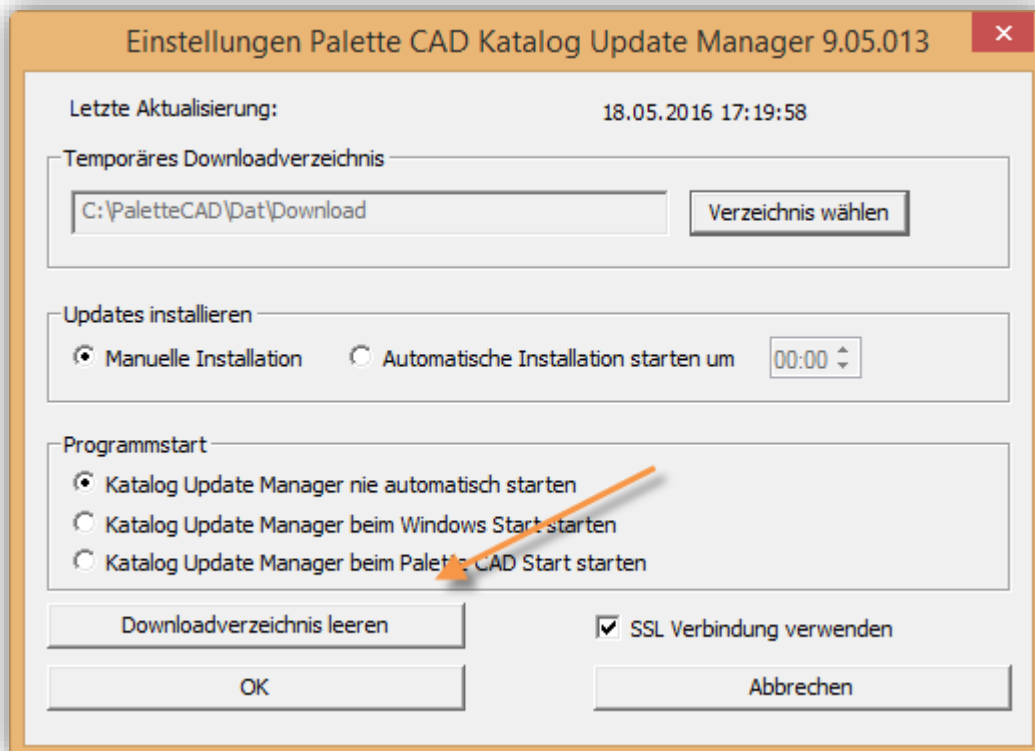 Einstellungen Palette CAD Katalog Update Manager 9.05.013
Letzte Aktualisierung: 18.05.2016 17:19:58
Temporäres Downloadverzeichnis
C:\PaletteCAD\Dat\Download Verzeichnis wählen
Updates installieren
Manuelle Installation Automatische Installation starten um 00:00
Programmstart
Katalog Update Manager nie automatisch starten
Katalog Update Manager beim Windows Start starten
Katalog Update Manager beim Palette CAD Start starten
Downloadverzeichnis leeren SSL Verbindung verwenden
OK Abbrechen